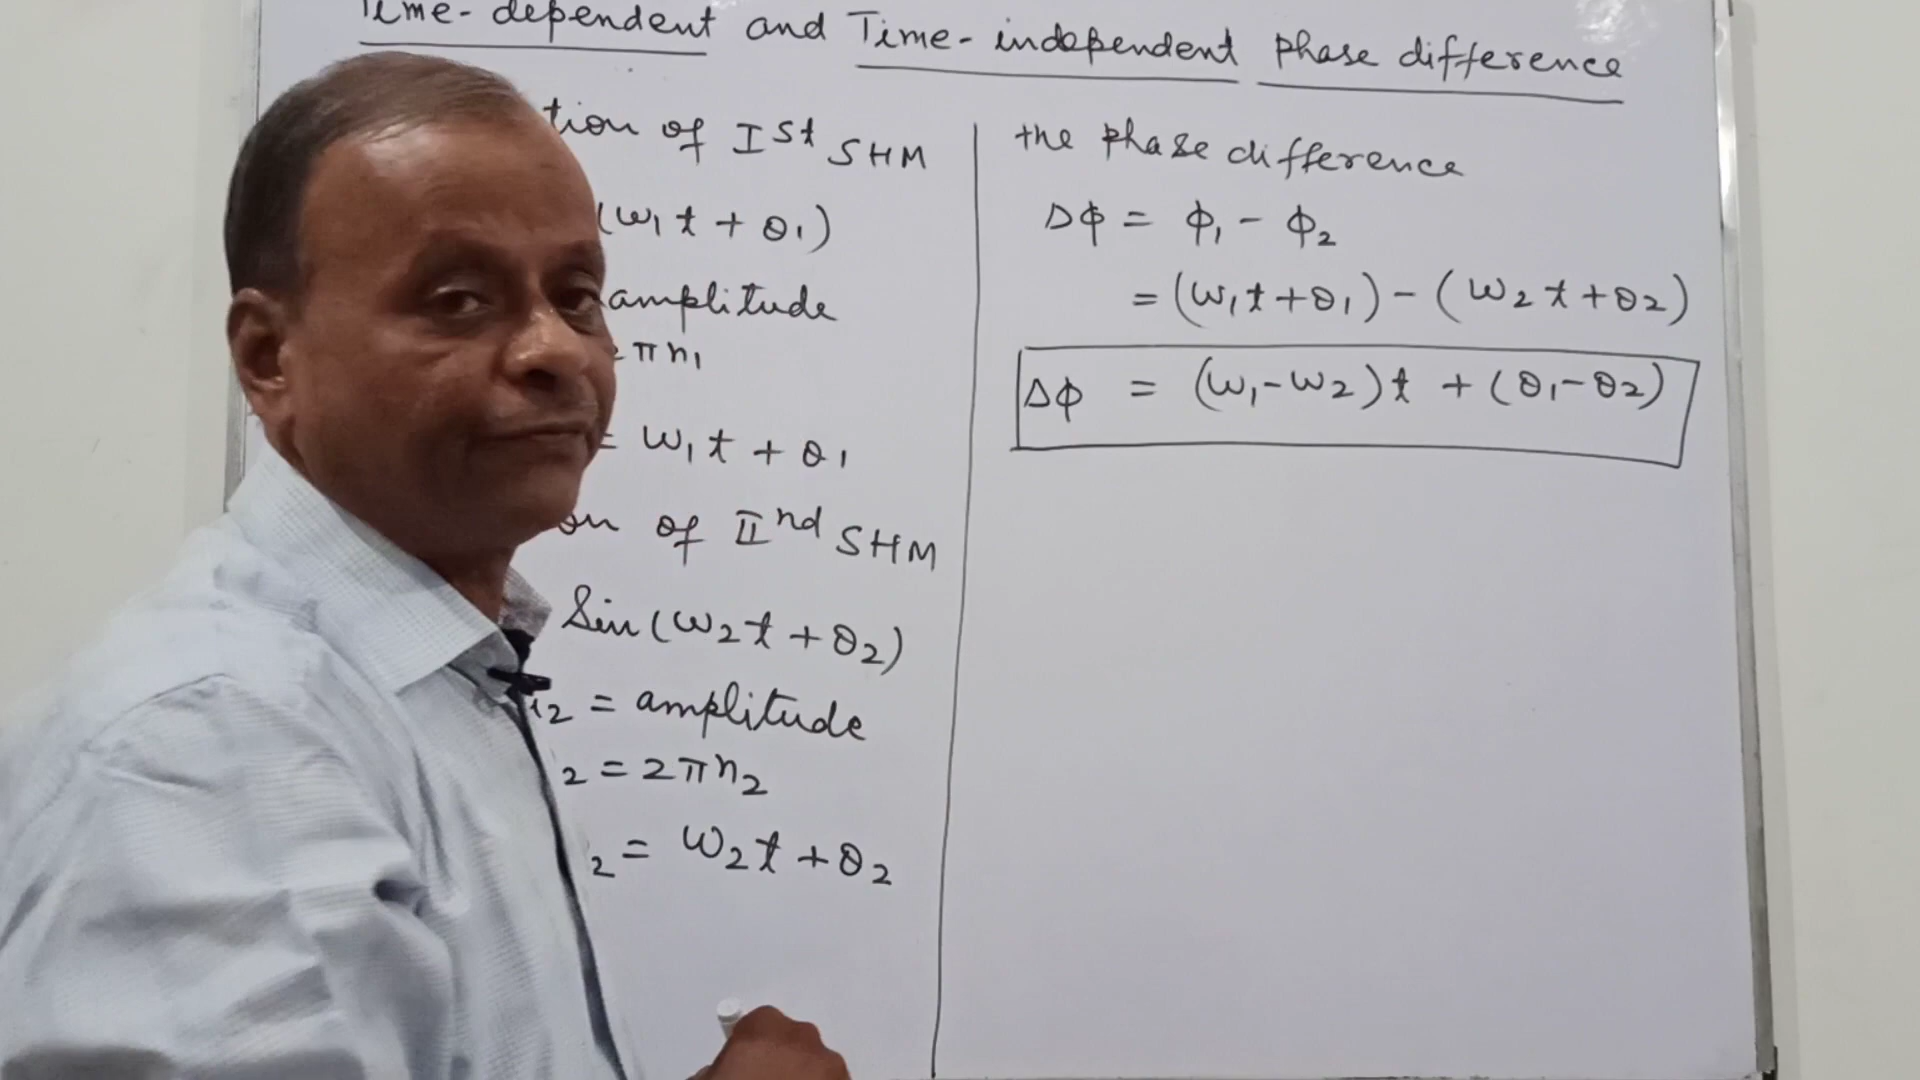 Time-dependent and Time-independent phase difference
tion of Ist SHM
(ω1t + θ1)
amplitude
πn1
= ω1t + θ1
on of IInd SHM
Sin(ω2t + θ2)
2 = amplitude
2 = 2πn2
2 = ω2t + θ2
the phase difference
Δφ = φ1 - φ2
= (ω1t + θ1) - (ω2t + θ2)
Δφ = (ω1 - ω2)t + (θ1 - θ2)